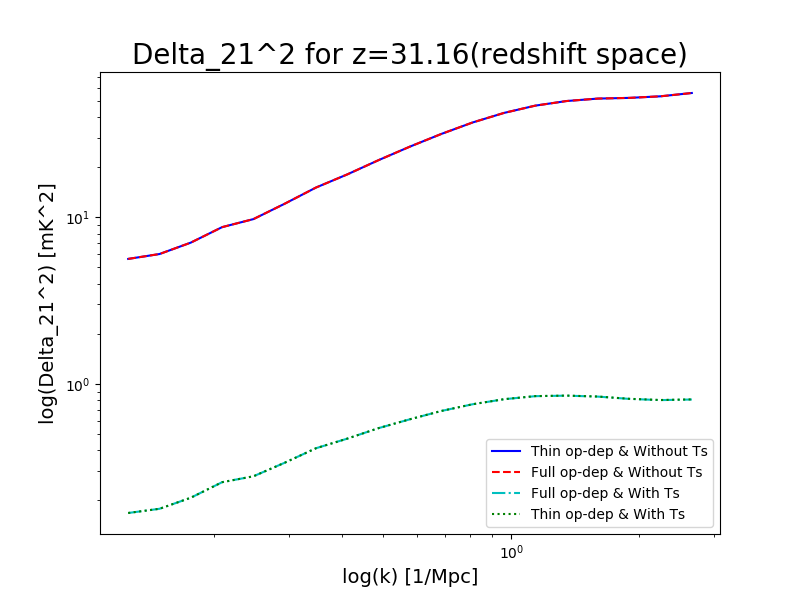 Delta_21^2 for z=31.16(redshift space)
log(Delta_21^2) [mK^2]
10^1
10^0
Thin op-dep & Without Ts
Full op-dep & Without Ts
Full op-dep & With Ts
Thin op-dep & With Ts
10^0
log(k) [1/Mpc]